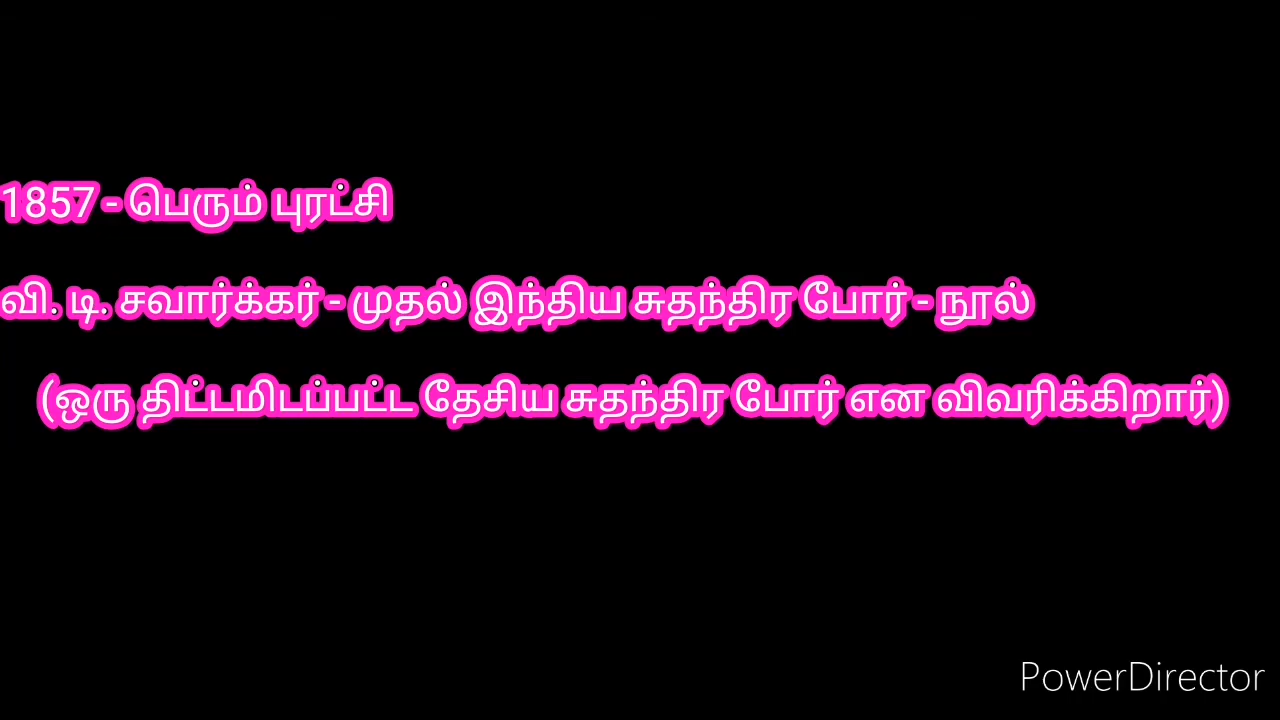 1857 - பெரும் புரட்சி
வி. டி. சவார்க்கர் - முதல் இந்திய சுதந்திர போர் - நூல்
(ஒரு திட்டமிடப்பட்ட தேசிய சுதந்திர போர் என விவரிக்கிறார்)
PowerDirector